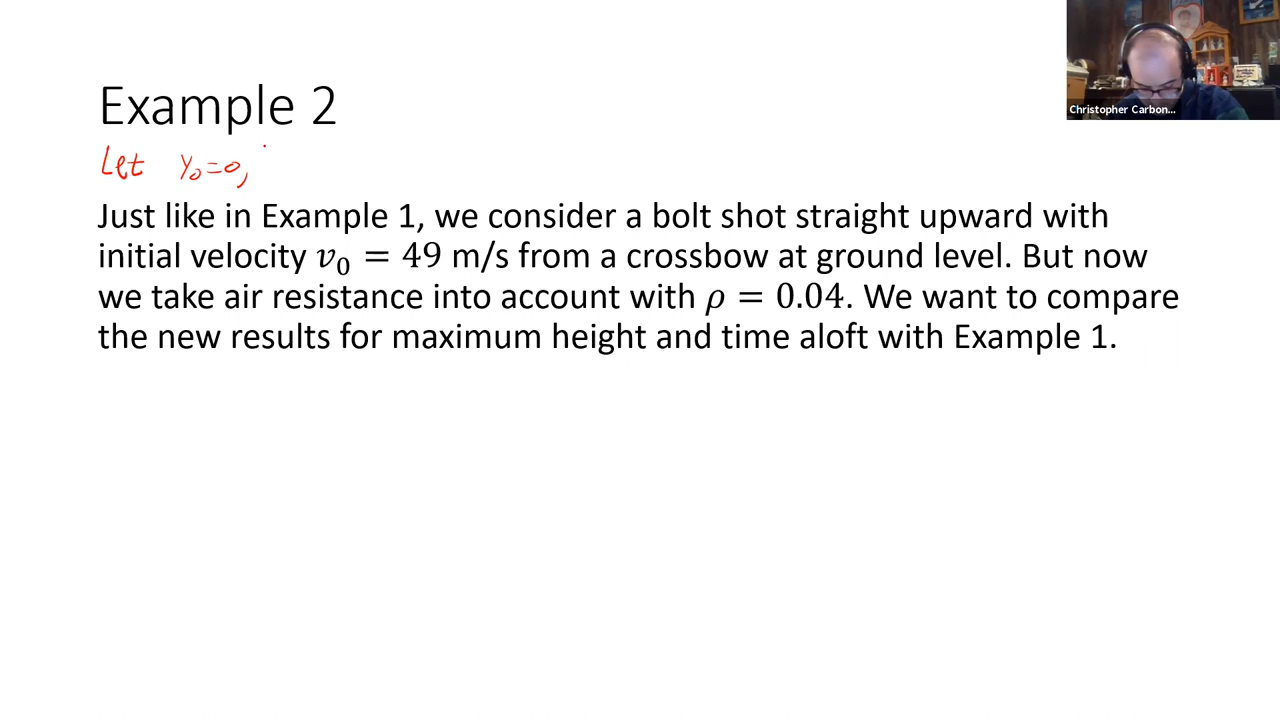 Example 2
Let y₀=0,
Just like in Example 1, we consider a bolt shot straight upward with
initial velocity 𝑣₀ = 49 m/s from a crossbow at ground level. But now
we take air resistance into account with 𝜌 = 0.04. We want to compare
the new results for maximum height and time aloft with Example 1.
Christopher Carbon...